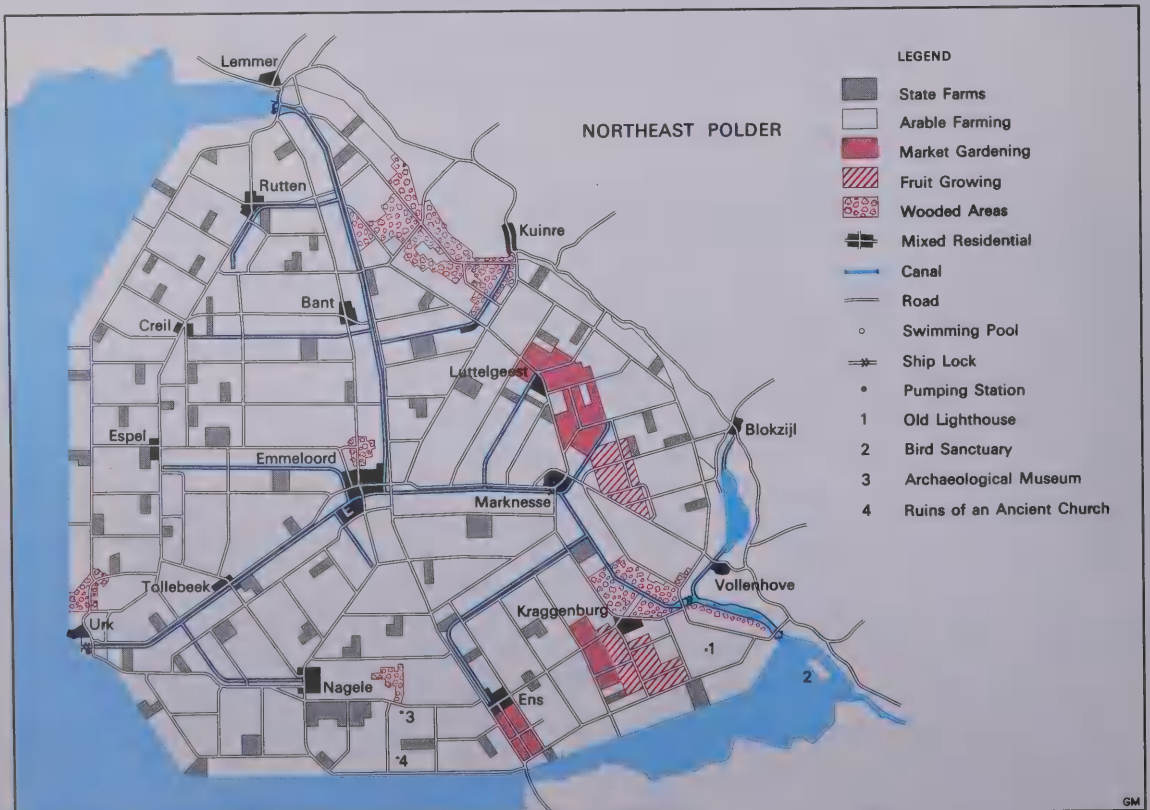 Lemmer
NORTHEAST POLDER
Rutten
Kuinre
Bant
Creil
Luttelgeest
Blokzijl
Espel
Emmeloord
Marknesse
Vollenhove
Tollebeek
Kraggenburg
Urk
1
2
Nagele
Ens
3
4
LEGEND
State Farms
Arable Farming
Market Gardening
Fruit Growing
Wooded Areas
Mixed Residential
Canal
Road
Swimming Pool
Ship Lock
Pumping Station
1 Old Lighthouse
2 Bird Sanctuary
3 Archaeological Museum
4 Ruins of an Ancient Church
GM